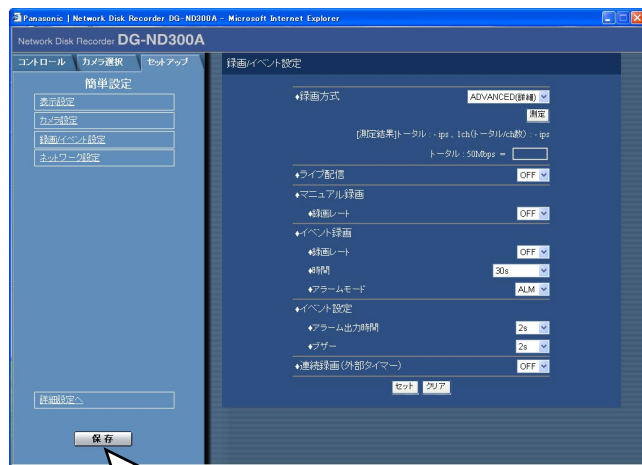 Panasonic | Network Disk Recorder DG-ND300A - Microsoft Internet Explorer
Network Disk Recorder DG-ND300A
コントロール カメラ選択 セットアップ
簡単設定
表示設定
カメラ設定
録画/イベント設定
ネットワーク設定
詳細設定へ
保存
録画/イベント設定
♦録画方式 ADVANCED(詳細)
測定
[測定結果]トータル : - ips , 1ch(トータル/ch数) : - ips
トータル : 50Mbps =
♦ライブ配信 OFF
♦マニュアル録画
♦録画レート OFF
♦イベント録画
♦録画レート OFF
♦時間 30s
♦アラームモード ALM
♦イベント設定
♦アラーム出力時間 2s
♦ブザー 2s
♦連続録画(外部タイマー) OFF
セット クリア